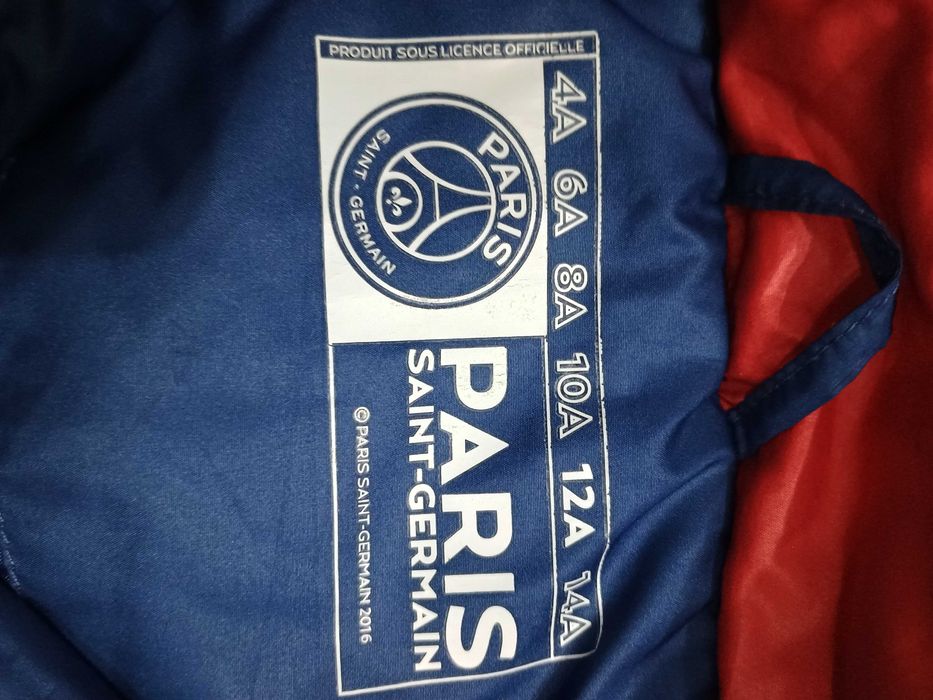 4A 6A 8A 10A 12A 14A
PRODUIT SOUS LICENCE OFFICIELLE
PARIS
SAINT - GERMAIN
PARIS
SAINT-GERMAIN
© PARIS SAINT-GERMAIN 2016